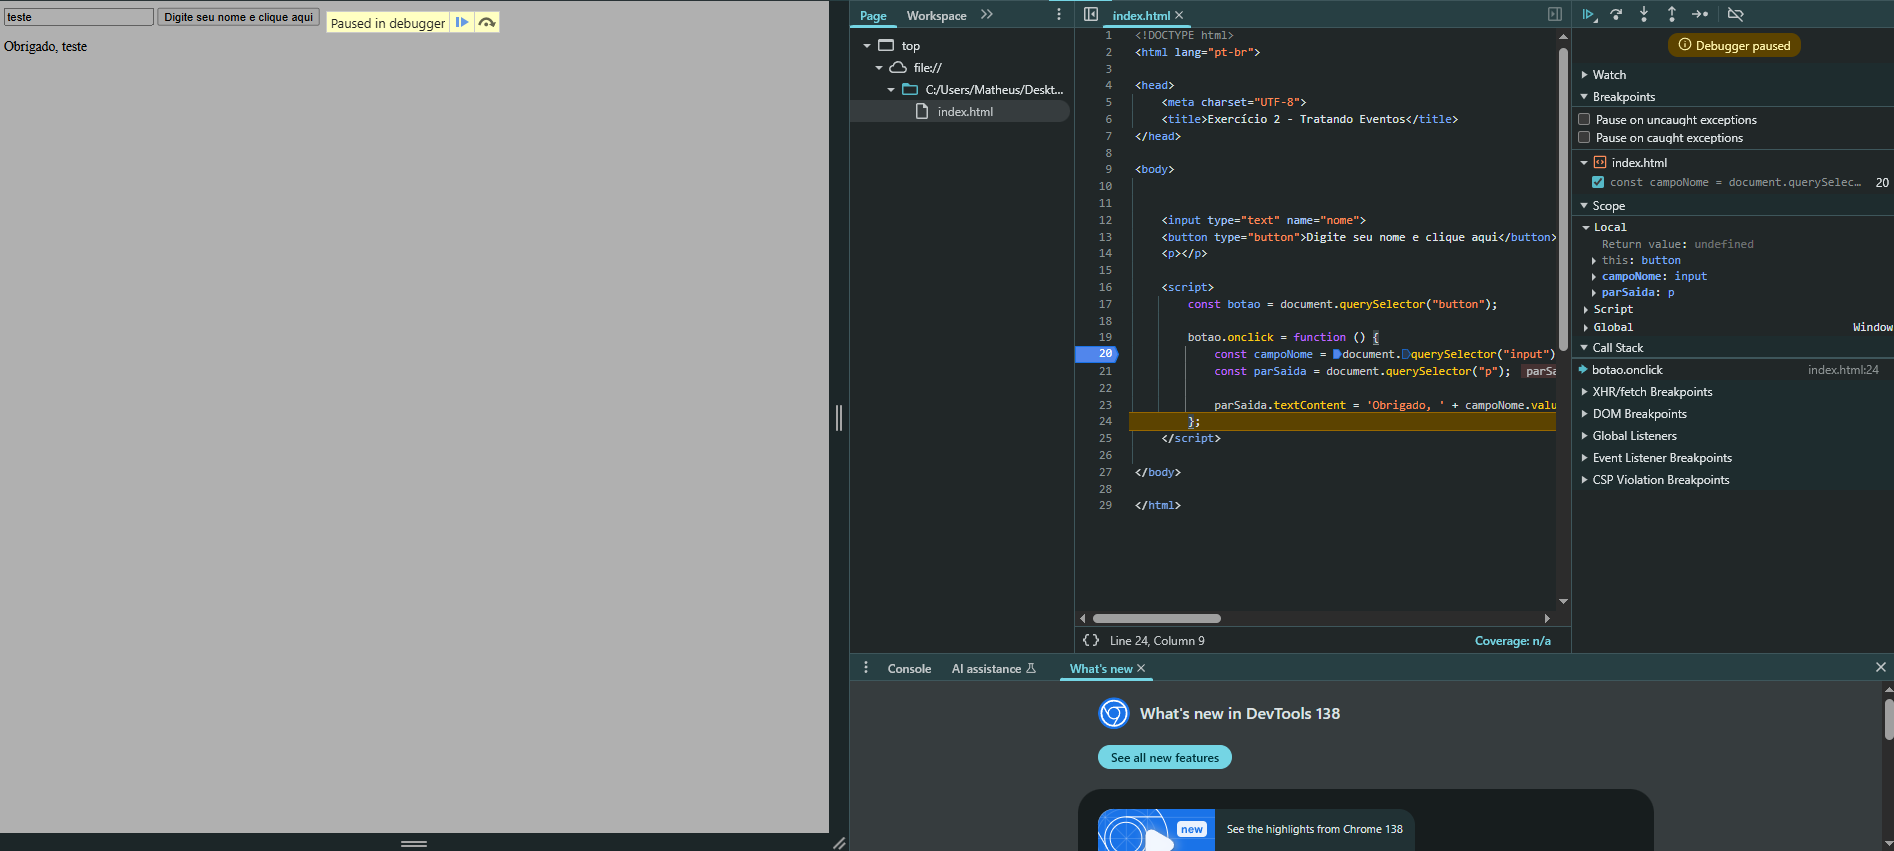 teste
Digite seu nome e clique aqui
Paused in debugger
Obrigado, teste
Page
Workspace
top
file://
C:/Users/Matheus/Deskt...
index.html
index.html
1 <!DOCTYPE html>
2 <html lang="pt-br">
3
4 <head>
5 <meta charset="UTF-8">
6 <title>Exercício 2 - Tratando Eventos</title>
7 </head>
8
9 <body>
10
11
12 <input type="text" name="nome">
13 <button type="button">Digite seu nome e clique aqui</button>
14 <p></p>
15
16 <script>
17 const botao = document.querySelector("button");
18
19 botao.onclick = function () {
20 const campoNome = document.querySelector("input")
21 const parSaida = document.querySelector("p"); parSa
22
23 parSaida.textContent = 'Obrigado, ' + campoNome.valu
24 };
25 </script>
26
27 </body>
28
29 </html>
{} Line 24, Column 9
Coverage: n/a
Debugger paused
Watch
Breakpoints
Pause on uncaught exceptions
Pause on caught exceptions
index.html
const campoNome = document.querySelec... 20
Scope
Local
Return value: undefined
this: button
campoNome: input
parSaida: p
Script
Global Window
Call Stack
botao.onclick index.html:24
XHR/fetch Breakpoints
DOM Breakpoints
Global Listeners
Event Listener Breakpoints
CSP Violation Breakpoints
Console
AI assistance
What's new
What's new in DevTools 138
See all new features
new
See the highlights from Chrome 138